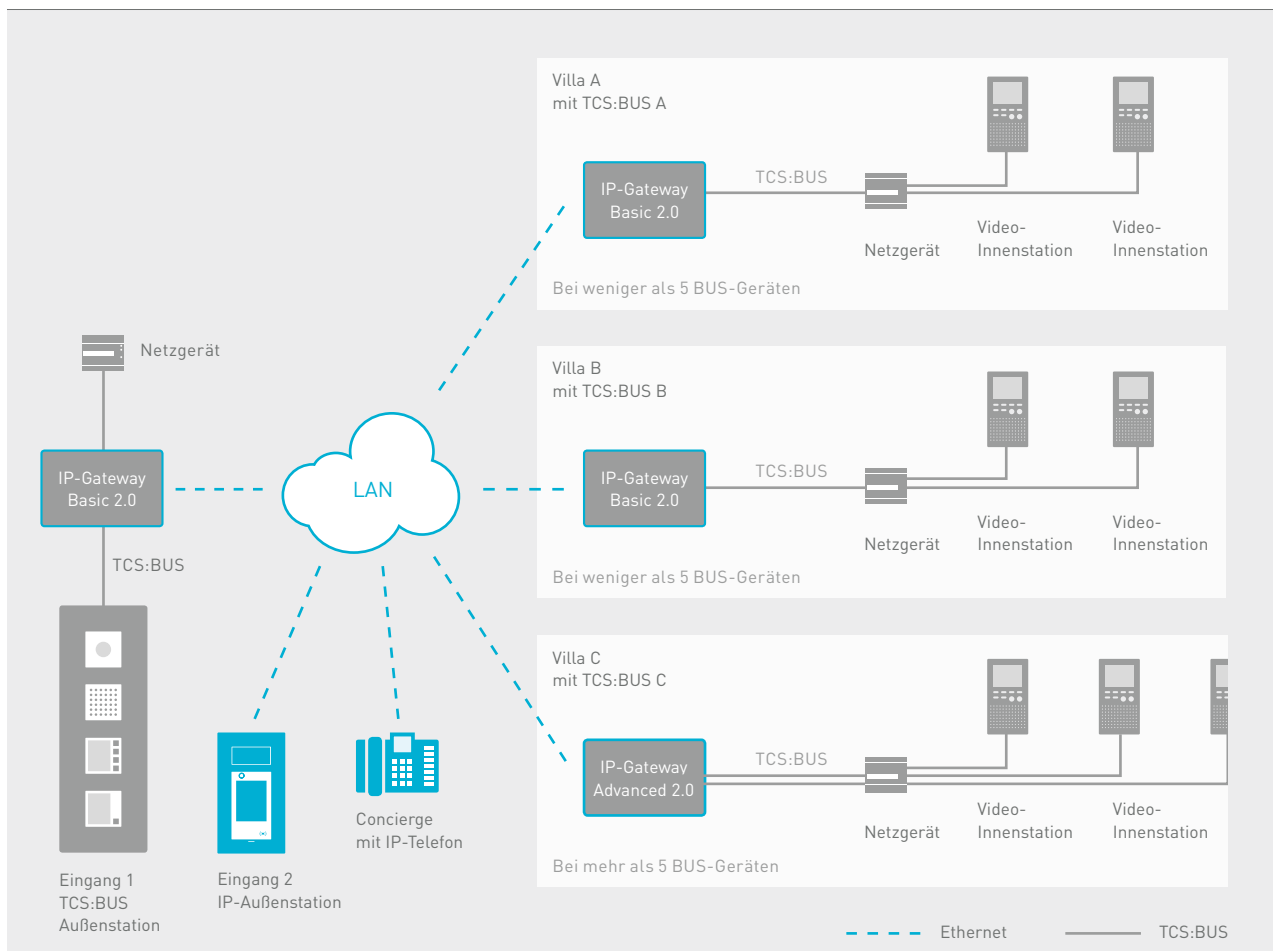 Villa A
mit TCS:BUS A
IP-Gateway
Basic 2.0
TCS:BUS
Netzgerät
Video-
Innenstation
Video-
Innenstation
Bei weniger als 5 BUS-Geräten
Villa B
mit TCS:BUS B
IP-Gateway
Basic 2.0
TCS:BUS
Netzgerät
Video-
Innenstation
Video-
Innenstation
Bei weniger als 5 BUS-Geräten
Villa C
mit TCS:BUS C
IP-Gateway
Advanced 2.0
TCS:BUS
Netzgerät
Video-
Innenstation
Video-
Innenstation
Bei mehr als 5 BUS-Geräten
Netzgerät
IP-Gateway
Basic 2.0
LAN
TCS:BUS
Eingang 1
TCS:BUS
Außenstation
Eingang 2
IP-Außenstation
Concierge
mit IP-Telefon
Ethernet
TCS:BUS